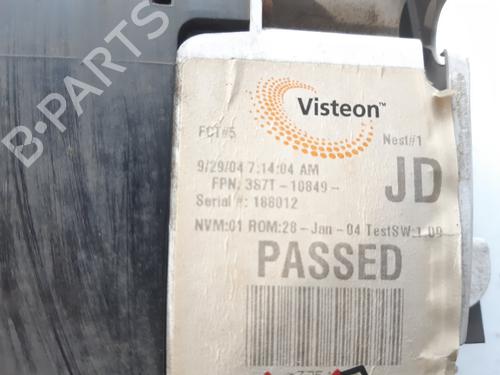 B·PARTS
Visteon™
FCT#5 Nest#1
9/29/04 7:14:04 AM
FPN, 3S7T-10849-
JD
Serial #: 188012
NVM:01 ROM:28-Jan-04 TestSW:1.09
PASSED